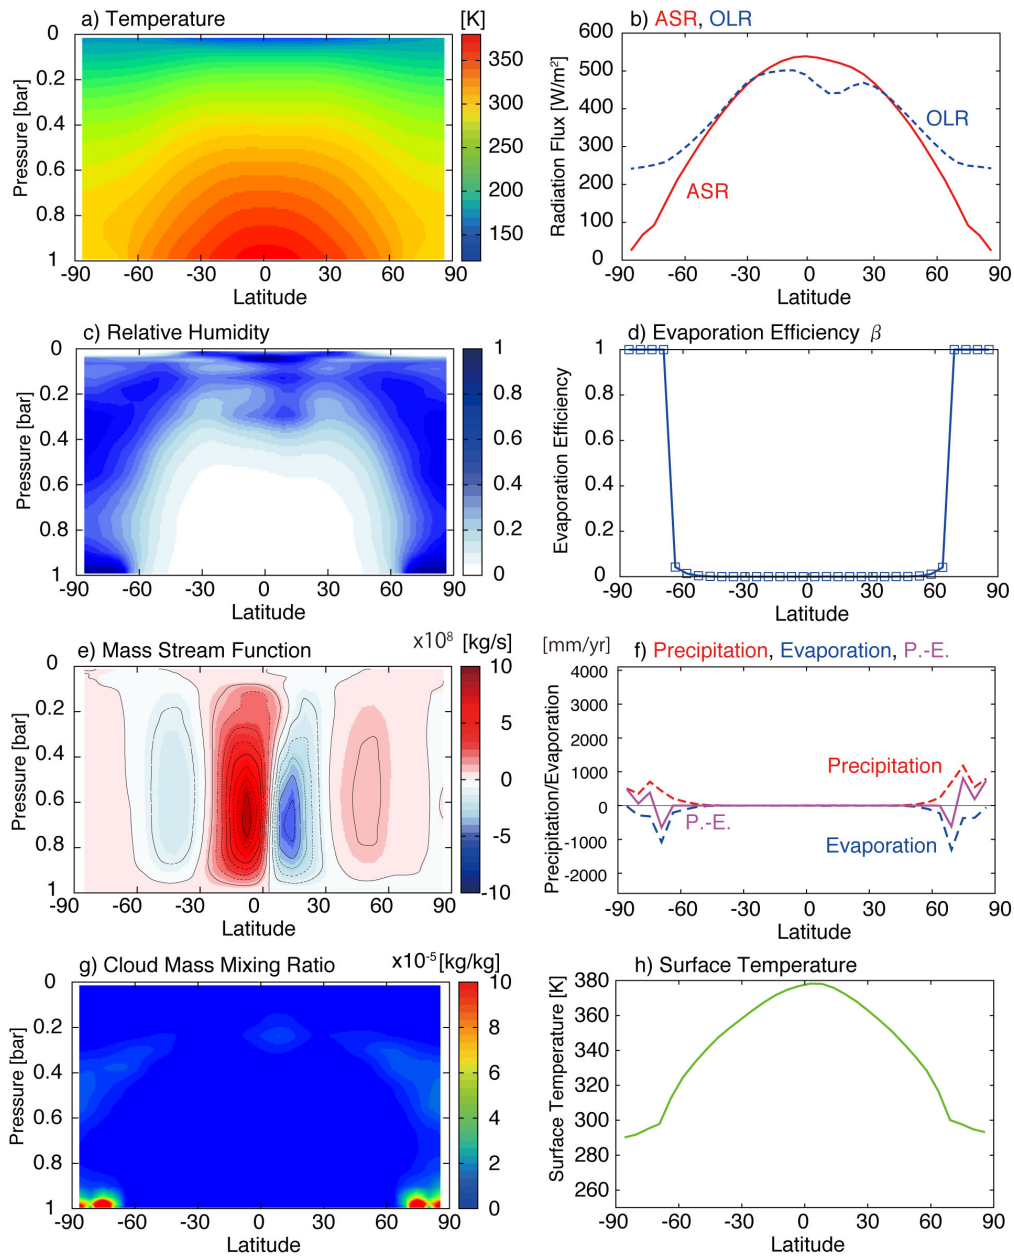 a) Temperature [K]
0
0.2
0.4
0.6
0.8
1
Pressure [bar]
-90 -60 -30 0 30 60 90
Latitude
350
300
250
200
150
b) ASR, OLR
600
500
400
300
200
100
0
Radiation Flux [W/m²]
OLR
ASR
-90 -60 -30 0 30 60 90
Latitude
c) Relative Humidity
0
0.2
0.4
0.6
0.8
1
Pressure [bar]
-90 -60 -30 0 30 60 90
Latitude
1
0.8
0.6
0.4
0.2
0
d) Evaporation Efficiency β
1
0.8
0.6
0.4
0.2
0
Evaporation Efficiency
-90 -60 -30 0 30 60 90
Latitude
e) Mass Stream Function x10⁸ [kg/s]
0
0.2
0.4
0.6
0.8
1
Pressure [bar]
-90 -60 -30 0 30 60 90
Latitude
10
5
0
-5
-10
[mm/yr] f) Precipitation, Evaporation, P.-E.
4000
3000
2000
1000
0
-1000
-2000
Precipitation/Evaporation
Precipitation
P.-E.
Evaporation
-90 -60 -30 0 30 60 90
Latitude
g) Cloud Mass Mixing Ratio x10⁻⁵ [kg/kg]
0
0.2
0.4
0.6
0.8
1
Pressure [bar]
-90 -60 -30 0 30 60 90
Latitude
10
8
6
4
2
0
h) Surface Temperature
380
360
340
320
300
280
260
Surface Temperature [K]
-90 -60 -30 0 30 60 90
Latitude